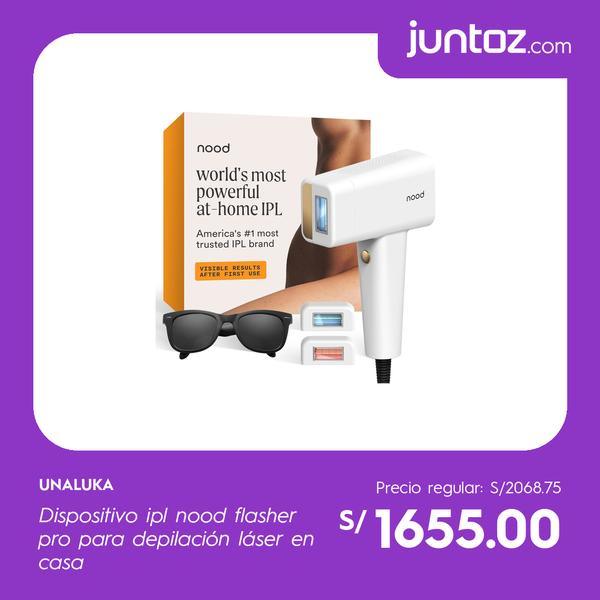 juntoz.com
nood
world's most
powerful
at-home IPL
America's #1 most
trusted IPL brand
VISIBLE RESULTS
AFTER FIRST USE
nood
UNALUKA
Dispositivo ipl nood flasher
pro para depilación láser en
casa
Precio regular: S/2068.75
S/ 1655.00